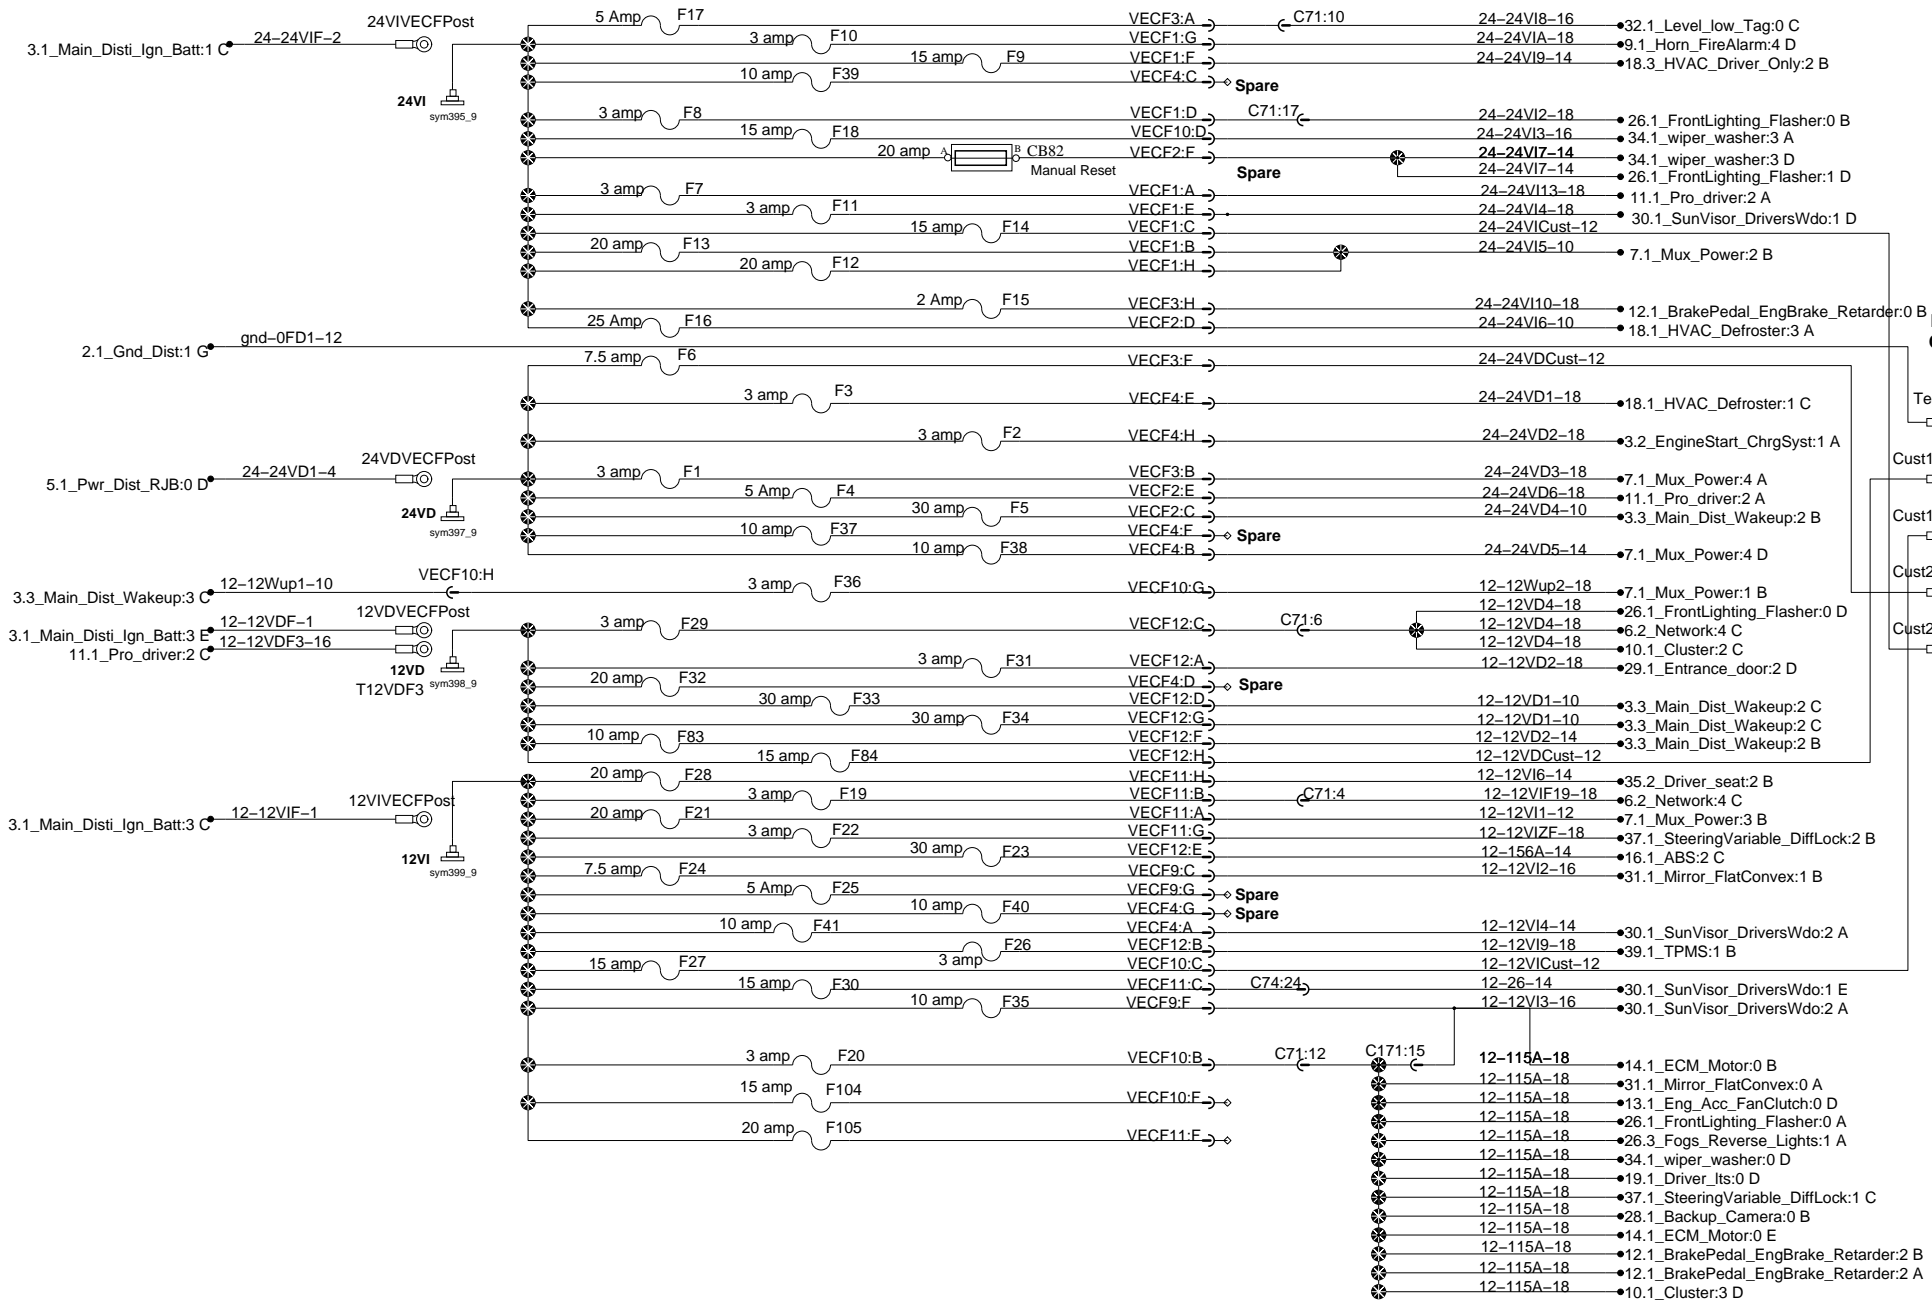 5 Amp F17 VECF3:A C71:10 24-24VI8-16 32.1_Level_low_Tag:0 C
24VIVECFPost
3.1_Main_Disti_Ign_Batt:1 C 24-24VIF-2 3 amp F10 VECF1:G 24-24VIA-18 9.1_Horn_FireAlarm:4 D
15 amp F9 VECF1:F 24-24VI9-14 18.3_HVAC_Driver_Only:2 B
10 amp F39 VECF4:C Spare
24VI
sym395_9
3 amp F8 VECF1:D C71:17 24-24VI2-18 26.1_FrontLighting_Flasher:0 B
15 amp F18 VECF10:D 24-24VI3-16 34.1_wiper_washer:3 A
20 amp A B CB82 VECF2:F 24-24VI7-14 34.1_wiper_washer:3 D
Manual Reset Spare 24-24VI7-14 26.1_FrontLighting_Flasher:1 D
3 amp F7 VECF1:A 24-24VI13-18 11.1_Pro_driver:2 A
3 amp F11 VECF1:E 24-24VI4-18 30.1_SunVisor_DriversWdo:1 D
15 amp F14 VECF1:C 24-24VICust-12
20 amp F13 VECF1:B 24-24VI5-10 7.1_Mux_Power:2 B
20 amp F12 VECF1:H
2 Amp F15 VECF3:H 24-24VI10-18 12.1_BrakePedal_EngBrake_Retarder:0 B
25 Amp F16 VECF2:D 24-24VI6-10 18.1_HVAC_Defroster:3 A
2.1_Gnd_Dist:1 G gnd-0FD1-12
7.5 amp F6 VECF3:F 24-24VDCust-12
3 amp F3 VECF4:E 24-24VD1-18 18.1_HVAC_Defroster:1 C
Te
3 amp F2 VECF4:H 24-24VD2-18 3.2_EngineStart_ChrgSyst:1 A
24VDVECFPost
Cust1
5.1_Pwr_Dist_RJB:0 D 24-24VD1-4 3 amp F1 VECF3:B 24-24VD3-18 7.1_Mux_Power:4 A
5 Amp F4 VECF2:E 24-24VD6-18 11.1_Pro_driver:2 A
24VD 30 amp F5 VECF2:C 24-24VD4-10 3.3_Main_Dist_Wakeup:2 B
Cust1
sym397_9
10 amp F37 VECF4:F Spare
10 amp F38 VECF4:B 24-24VD5-14 7.1_Mux_Power:4 D
Cust2
3.3_Main_Dist_Wakeup:3 C 12-12Wup1-10 VECF10:H 3 amp F36 VECF10:G 12-12Wup2-18 7.1_Mux_Power:1 B
12VDVECFPost 12-12VD4-18 26.1_FrontLighting_Flasher:0 D
3.1_Main_Disti_Ign_Batt:3 E 12-12VDF-1 3 amp F29 VECF12:C C71:6 12-12VD4-18 6.2_Network:4 C
Cust2
11.1_Pro_driver:2 C 12-12VDF3-16 12-12VD4-18 10.1_Cluster:2 C
12VD 3 amp F31 VECF12:A 12-12VD2-18 29.1_Entrance_door:2 D
T12VDF3 sym398_9 20 amp F32 VECF4:D Spare
30 amp F33 VECF12:D 12-12VD1-10 3.3_Main_Dist_Wakeup:2 C
30 amp F34 VECF12:G 12-12VD1-10 3.3_Main_Dist_Wakeup:2 C
10 amp F83 VECF12:F 12-12VD2-14 3.3_Main_Dist_Wakeup:2 B
15 amp F84 VECF12:H 12-12VDCust-12
20 amp F28 VECF11:H 12-12VI6-14 35.2_Driver_seat:2 B
12VIVECFPost 3 amp F19 VECF11:B C71:4 12-12VIF19-18 6.2_Network:4 C
3.1_Main_Disti_Ign_Batt:3 C 12-12VIF-1 20 amp F21 VECF11:A 12-12VI1-12 7.1_Mux_Power:3 B
3 amp F22 VECF11:G 12-12VIZF-18 37.1_SteeringVariable_DiffLock:2 B
12VI 30 amp F23 VECF12:E 12-156A-14 16.1_ABS:2 C
sym399_9 7.5 amp F24 VECF9:C 12-12VI2-16 31.1_Mirror_FlatConvex:1 B
5 Amp F25 VECF9:G Spare
10 amp F40 VECF4:G Spare
10 amp F41 VECF4:A 12-12VI4-14 30.1_SunVisor_DriversWdo:2 A
3 amp F26 VECF12:B 12-12VI9-18 39.1_TPMS:1 B
15 amp F27 VECF10:C 12-12VICust-12
15 amp F30 VECF11:C C74:24 12-26-14 30.1_SunVisor_DriversWdo:1 E
10 amp F35 VECF9:F 12-12VI3-16 30.1_SunVisor_DriversWdo:2 A
3 amp F20 VECF10:B C71:12 C171:15 12-115A-18 14.1_ECM_Motor:0 B
12-115A-18 31.1_Mirror_FlatConvex:0 A
15 amp F104 VECF10:F 12-115A-18 13.1_Eng_Acc_FanClutch:0 D
12-115A-18 26.1_FrontLighting_Flasher:0 A
20 amp F105 VECF11:F 12-115A-18 26.3_Fogs_Reverse_Lights:1 A
12-115A-18 34.1_wiper_washer:0 D
12-115A-18 19.1_Driver_lts:0 D
12-115A-18 37.1_SteeringVariable_DiffLock:1 C
12-115A-18 28.1_Backup_Camera:0 B
12-115A-18 14.1_ECM_Motor:0 E
12-115A-18 12.1_BrakePedal_EngBrake_Retarder:2 B
12-115A-18 12.1_BrakePedal_EngBrake_Retarder:2 A
12-115A-18 10.1_Cluster:3 D